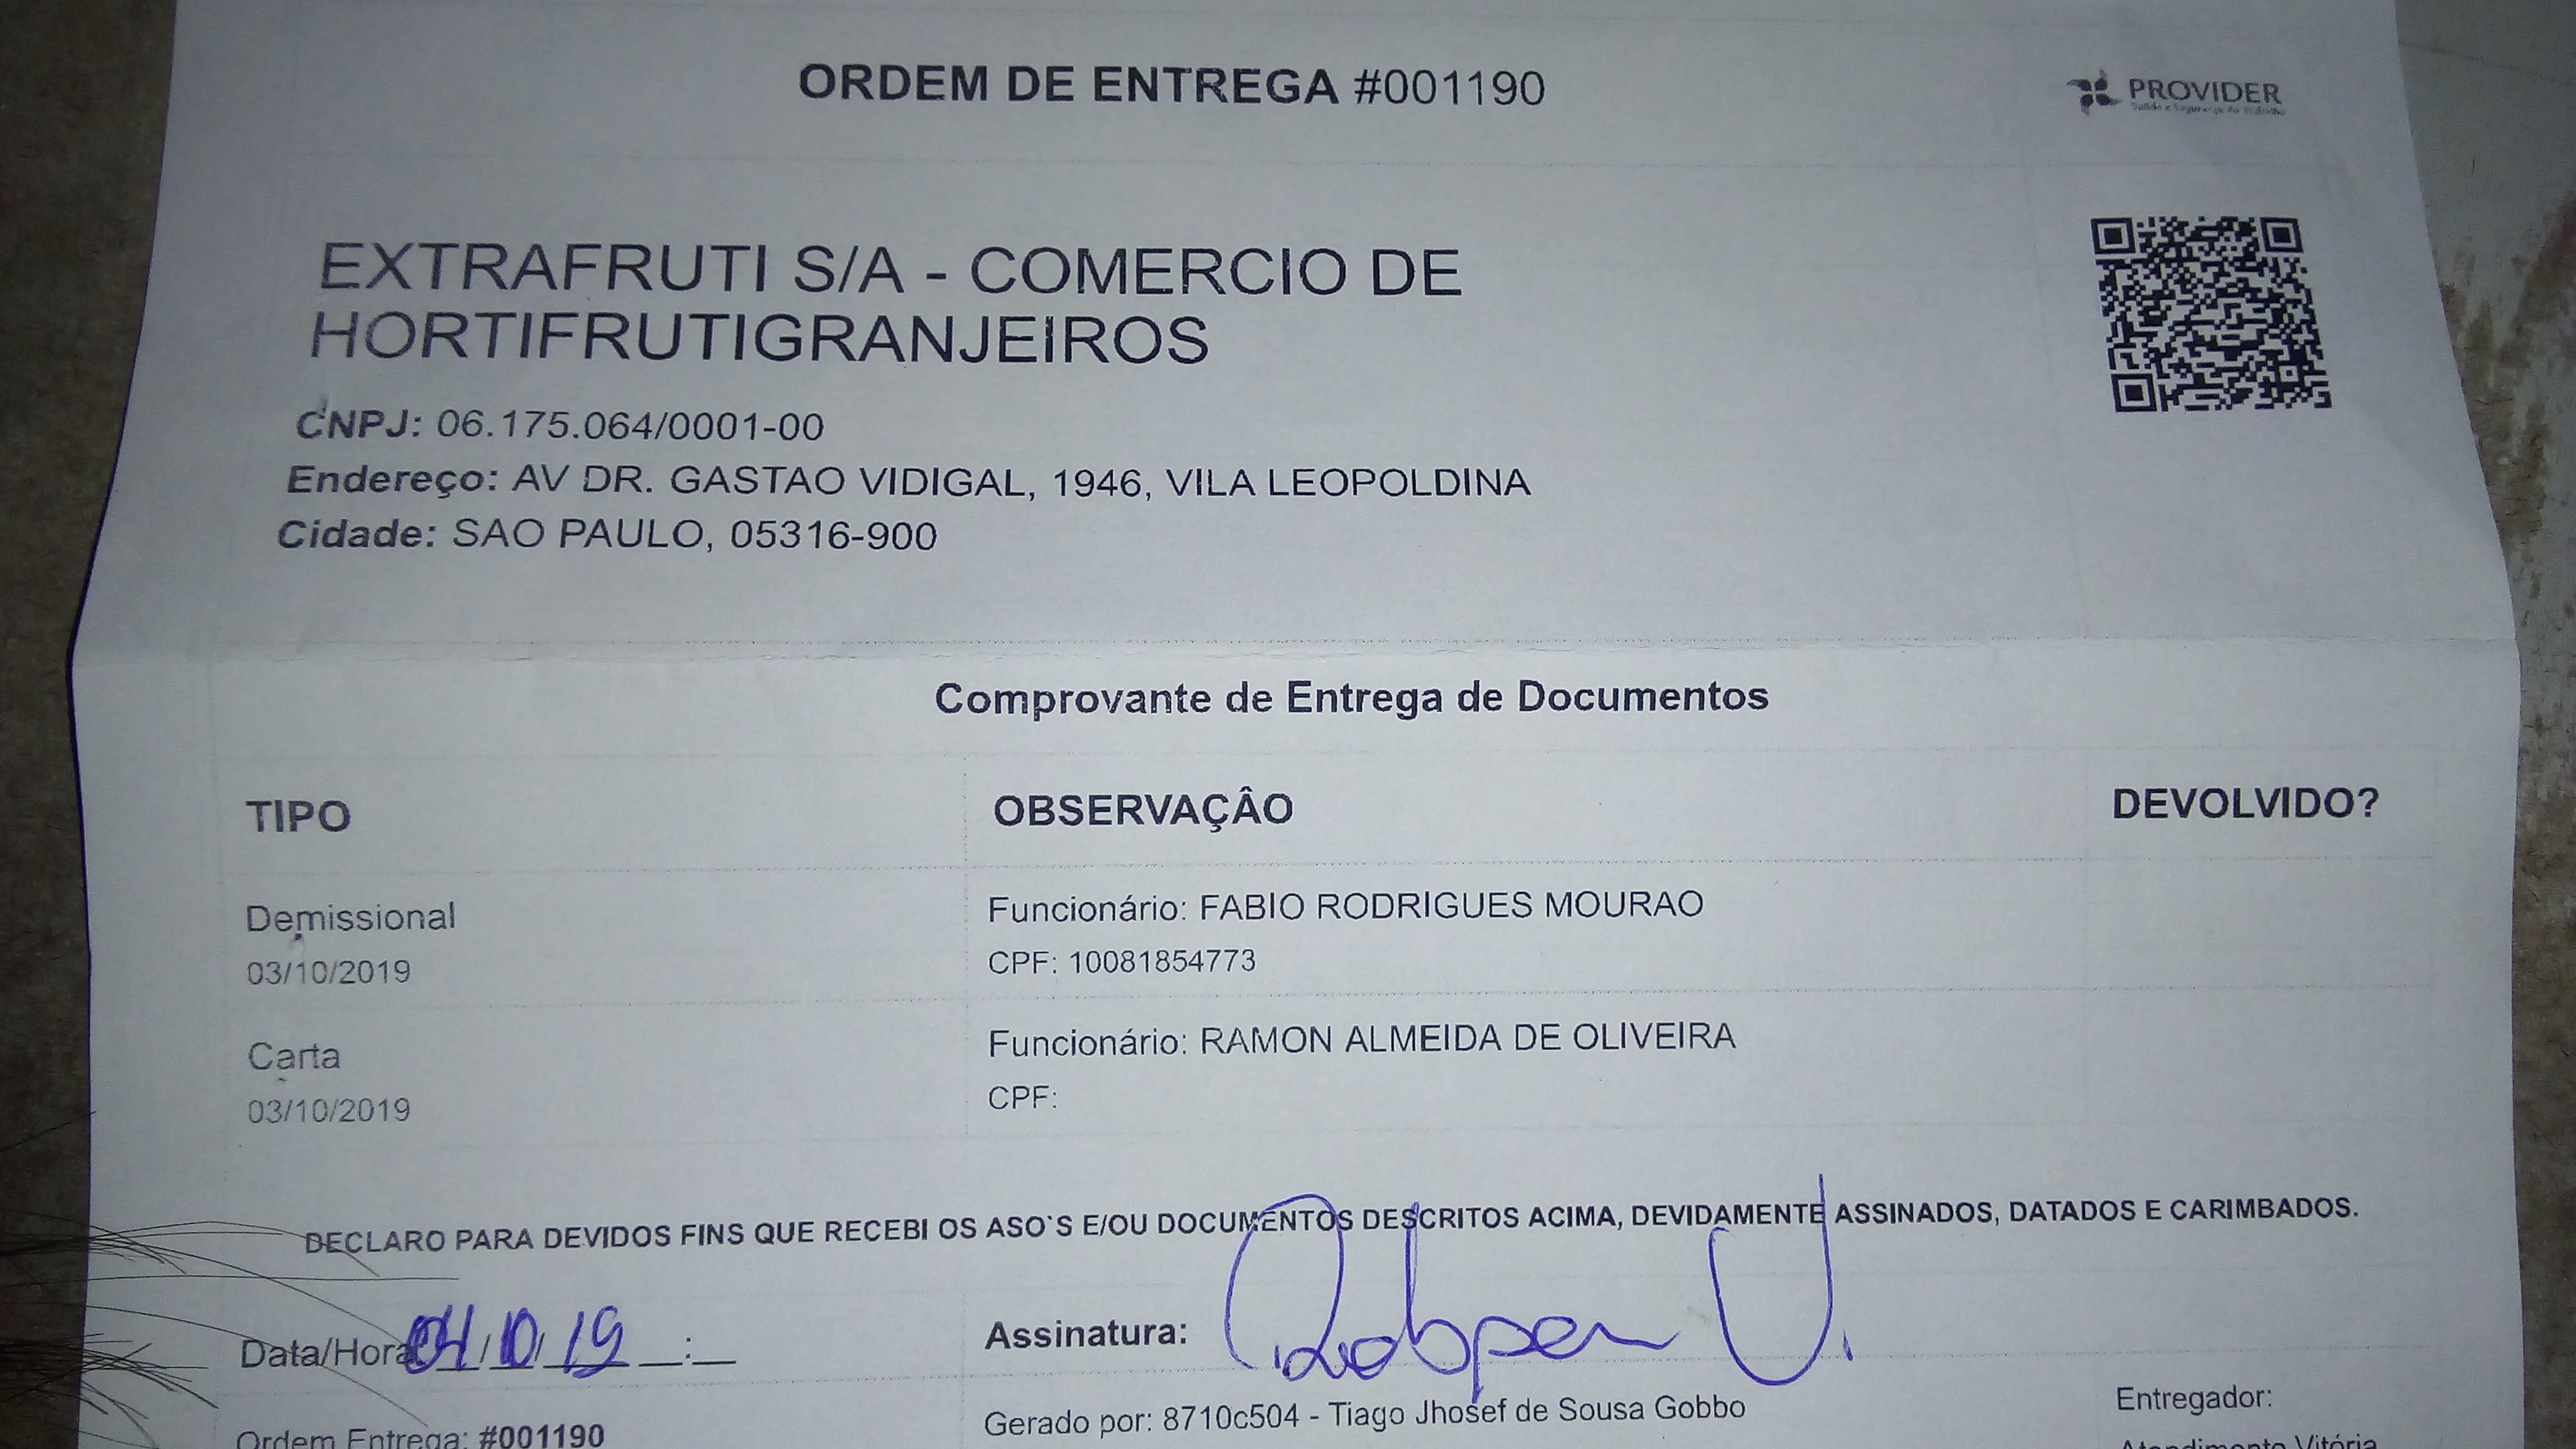 ORDEM DE ENTREGA #001190
PROVIDER
EXTRAFRUTI S/A - COMERCIO DE
HORTIFRUTIGRANJEIROS
CNPJ: 06.175.064/0001-00
Endereço: AV DR. GASTAO VIDIGAL, 1946, VILA LEOPOLDINA
Cidade: SAO PAULO, 05316-900
Comprovante de Entrega de Documentos
TIPO OBSERVAÇÂO DEVOLVIDO?
Demissional Funcionário: FABIO RODRIGUES MOURAO
03/10/2019 CPF: 10081854773
Carta Funcionário: RAMON ALMEIDA DE OLIVEIRA
03/10/2019 CPF:
DECLARO PARA DEVIDOS FINS QUE RECEBI OS ASO`S E/OU DOCUMENTOS DESCRITOS ACIMA, DEVIDAMENTE ASSINADOS, DATADOS E CARIMBADOS.
Data/Hora 04/10/19 __:__ Assinatura:
Gerado por: 8710c504 - Tiago Jhosef de Sousa Gobbo Entregador:
Ordem Entrega: #001190 Atendimento Vitória